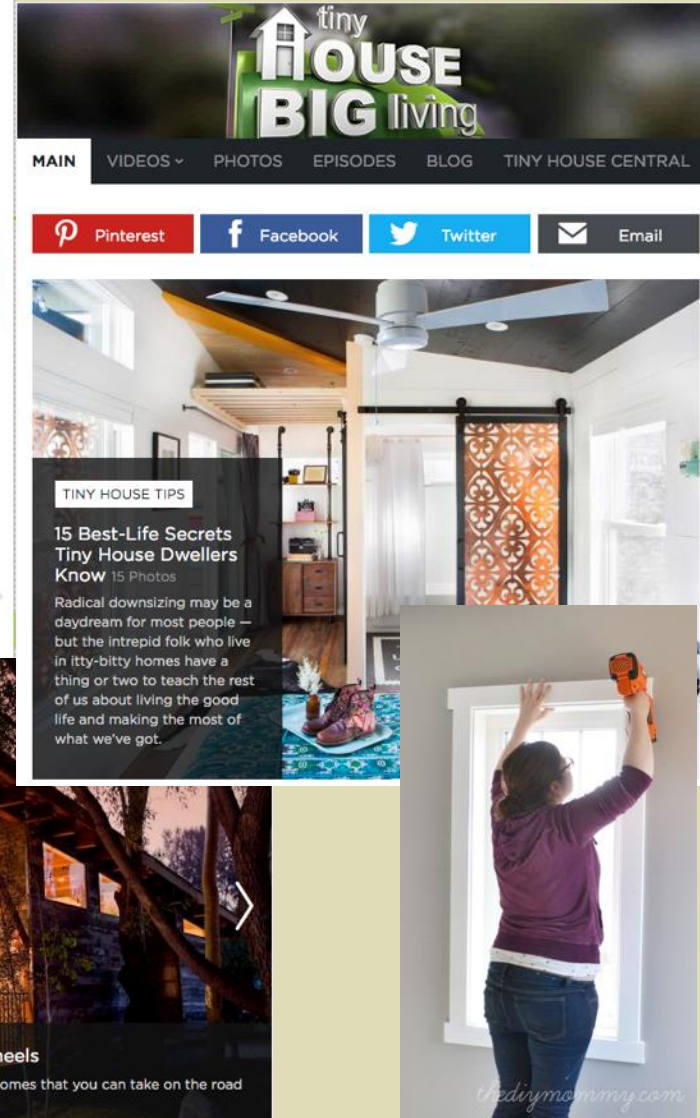 tiny
HOUSE
BIG living
MAIN VIDEOS PHOTOS EPISODES BLOG TINY HOUSE CENTRAL
Pinterest Facebook Twitter Email
TINY HOUSE TIPS
15 Best-Life Secrets
Tiny House Dwellers
Know 15 Photos
Radical downsizing may be a
daydream for most people —
but the intrepid folk who live
in itty-bitty homes have a
thing or two to teach the rest
of us about living the good
life and making the most of
what we've got.
omes that you can take on the road
thediymommy.com